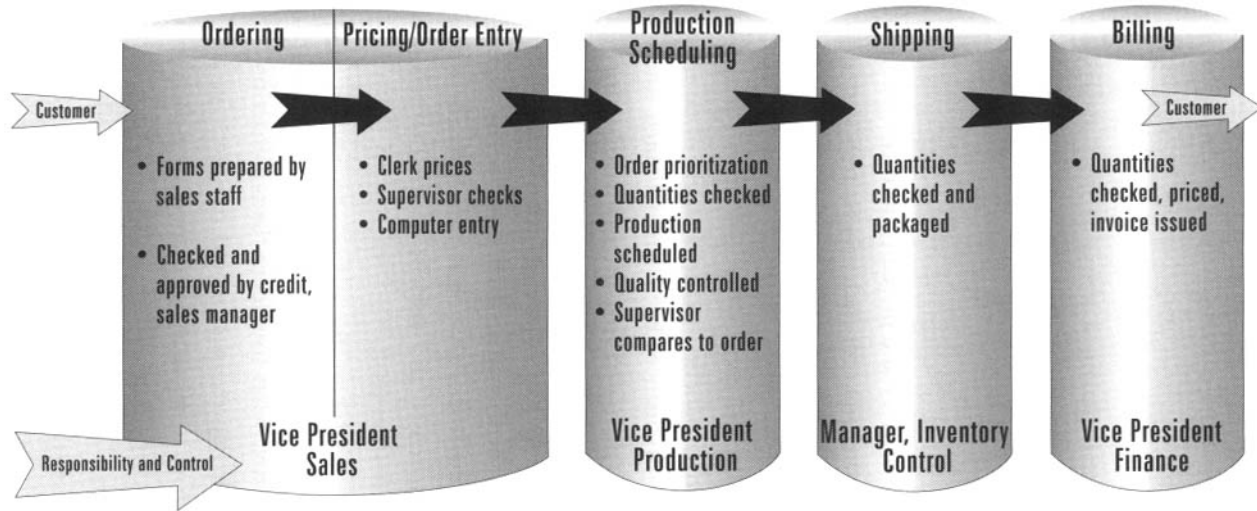 Ordering
Pricing/Order Entry
Production
Scheduling
Shipping
Billing
Customer
Customer
• Forms prepared by
sales staff
• Checked and
approved by credit,
sales manager
• Clerk prices
• Supervisor checks
• Computer entry
• Order prioritization
• Quantities checked
• Production
scheduled
• Quality controlled
• Supervisor
compares to order
• Quantities
checked and
packaged
• Quantities
checked, priced,
invoice issued
Responsibility and Control
Vice President
Sales
Vice President
Production
Manager, Inventory
Control
Vice President
Finance